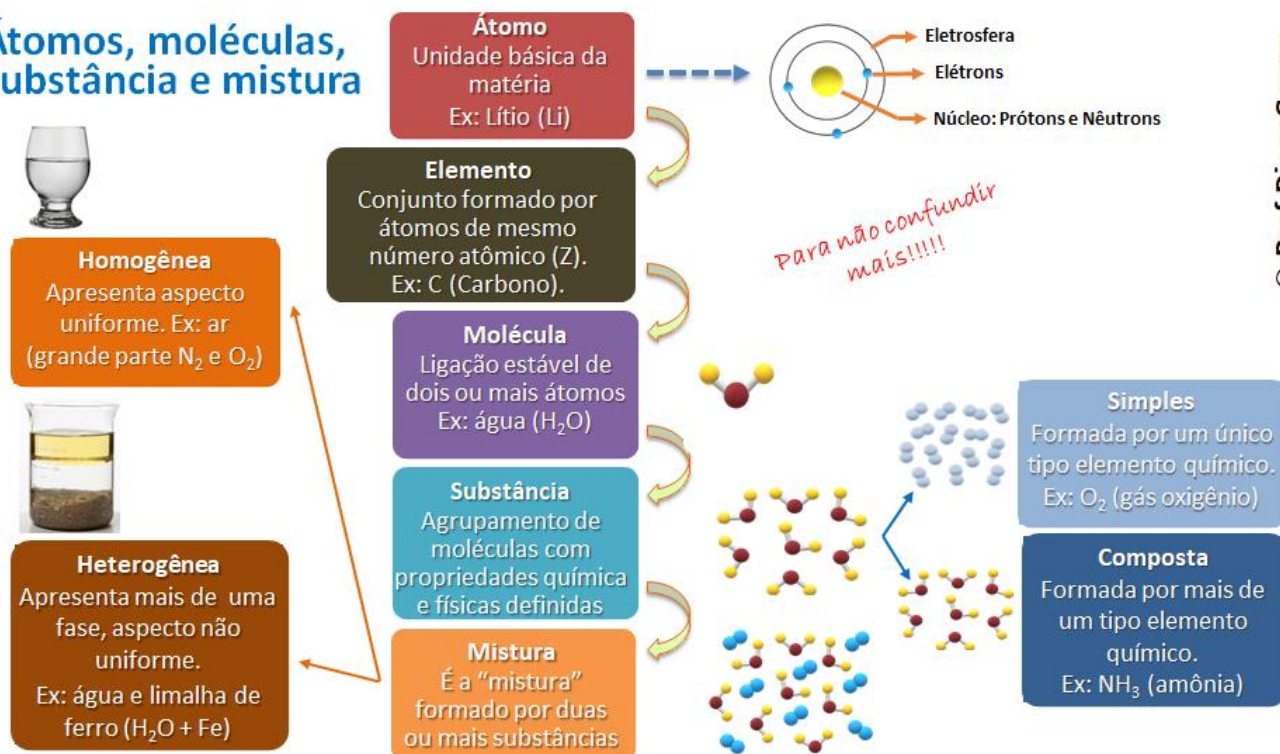 Átomos, moléculas,
substância e mistura
Átomo
Unidade básica da
matéria
Ex: Lítio (Li)
Eletrosfera
Elétrons
Núcleo: Prótons e Nêutrons
Elemento
Conjunto formado por
átomos de mesmo
número atômico (Z).
Ex: C (Carbono).
Para não confundir
mais!!!!!
Homogênea
Apresenta aspecto
uniforme. Ex: ar
(grande parte N₂ e O₂)
Molécula
Ligação estável de
dois ou mais átomos
Ex: água (H₂O)
Simples
Formada por um único
tipo elemento químico.
Ex: O₂ (gás oxigênio)
Substância
Agrupamento de
moléculas com
propriedades química
e físicas definidas
Composta
Formada por mais de
um tipo elemento
químico.
Ex: NH₃ (amônia)
Heterogênea
Apresenta mais de uma
fase, aspecto não
uniforme.
Ex: água e limalha de
ferro (H₂O + Fe)
Mistura
É a "mistura"
formado por duas
ou mais substâncias